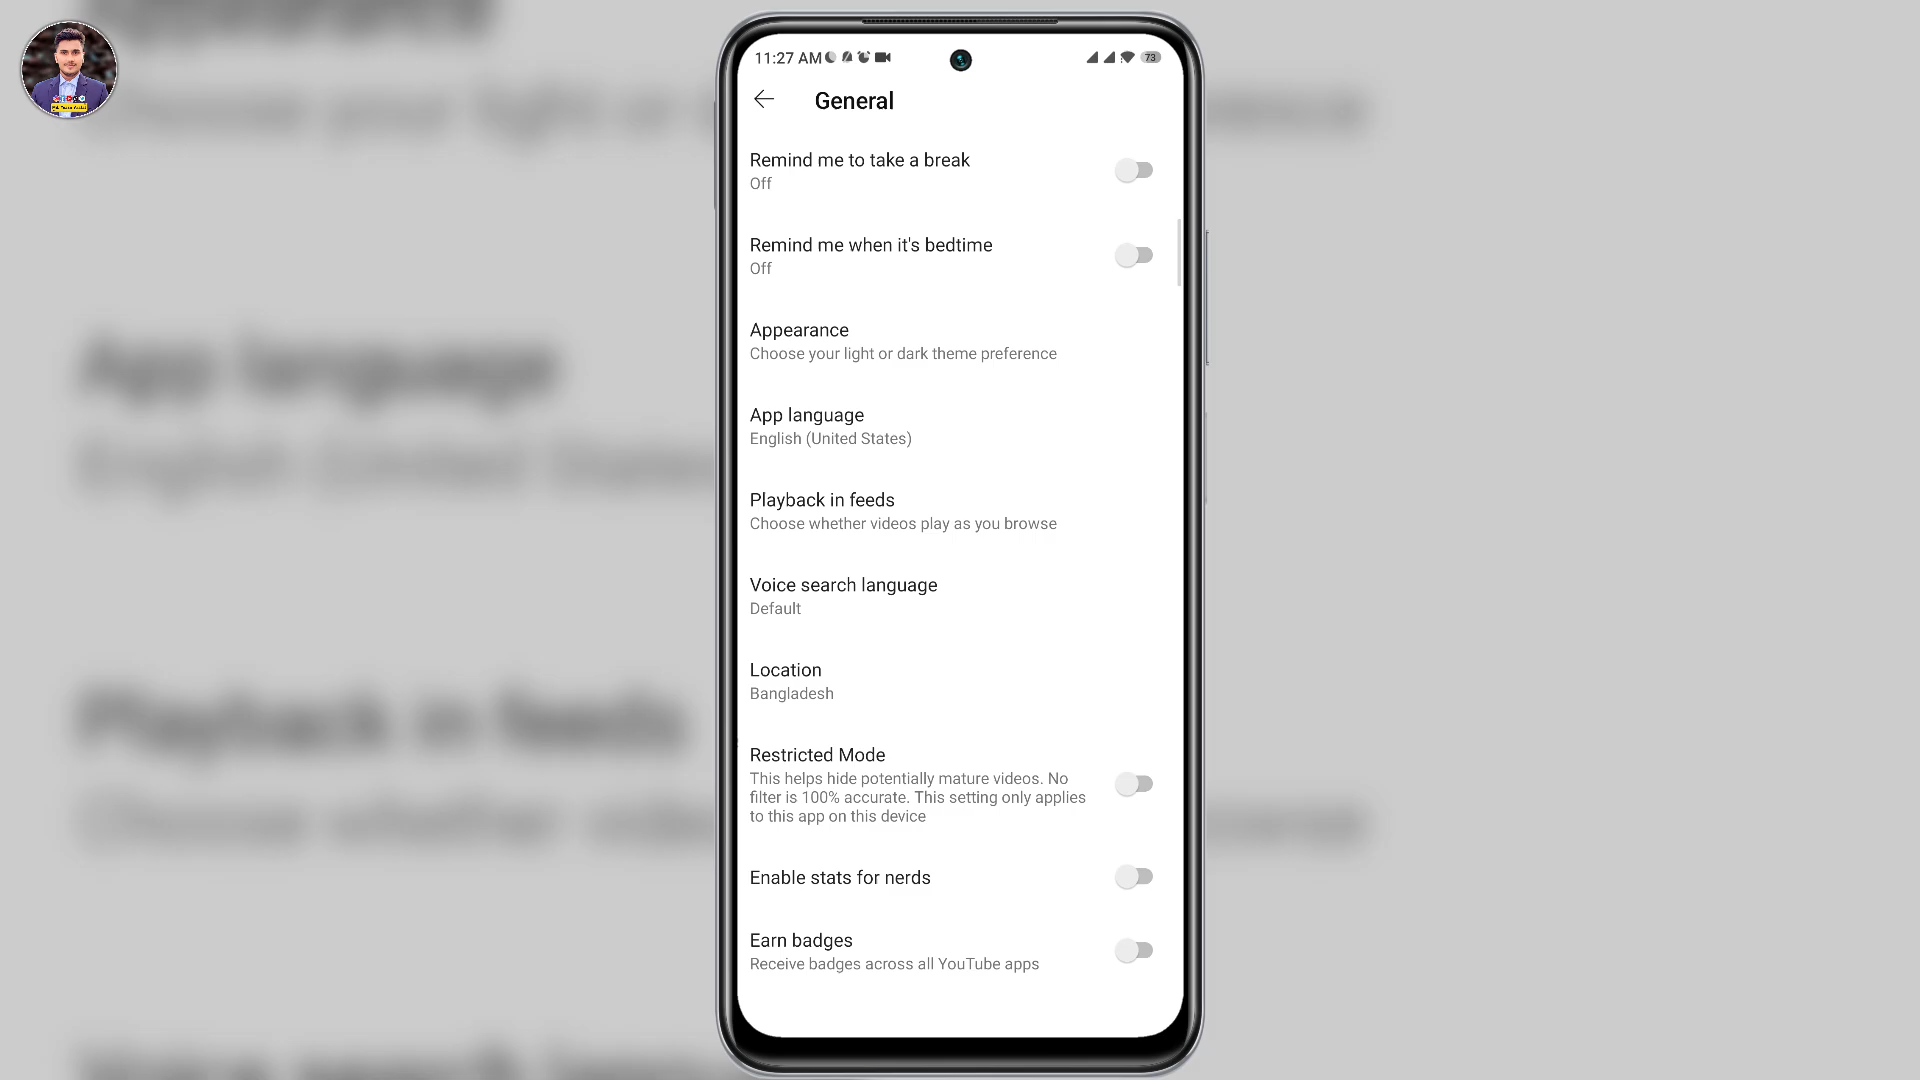 11:27 AM
73
General
Remind me to take a break
Off
Remind me when it's bedtime
Off
Appearance
Choose your light or dark theme preference
App language
English (United States)
Playback in feeds
Choose whether videos play as you browse
Voice search language
Default
Location
Bangladesh
Restricted Mode
This helps hide potentially mature videos. No
filter is 100% accurate. This setting only applies
to this app on this device
Enable stats for nerds
Earn badges
Receive badges across all YouTube apps